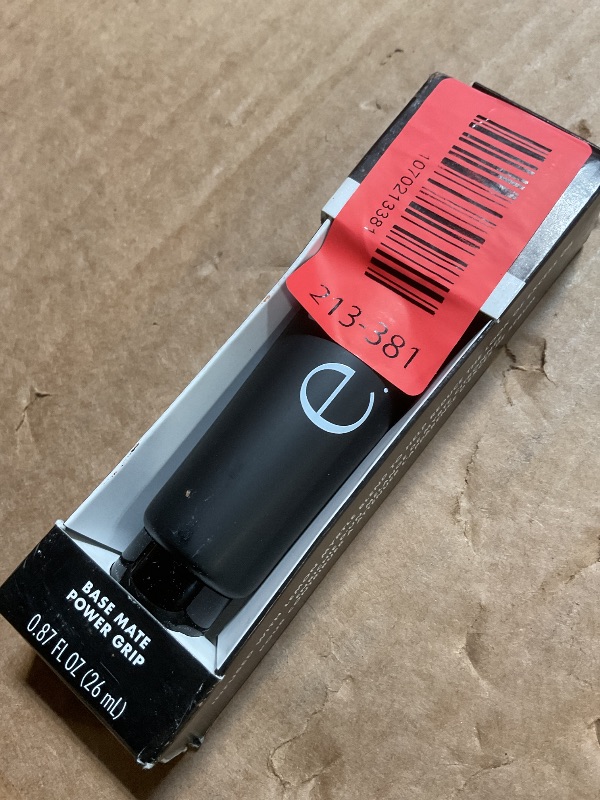 1070213381
213-381
e.
BASE MATE
POWER GRIP
0.87 FL OZ (26 mL)